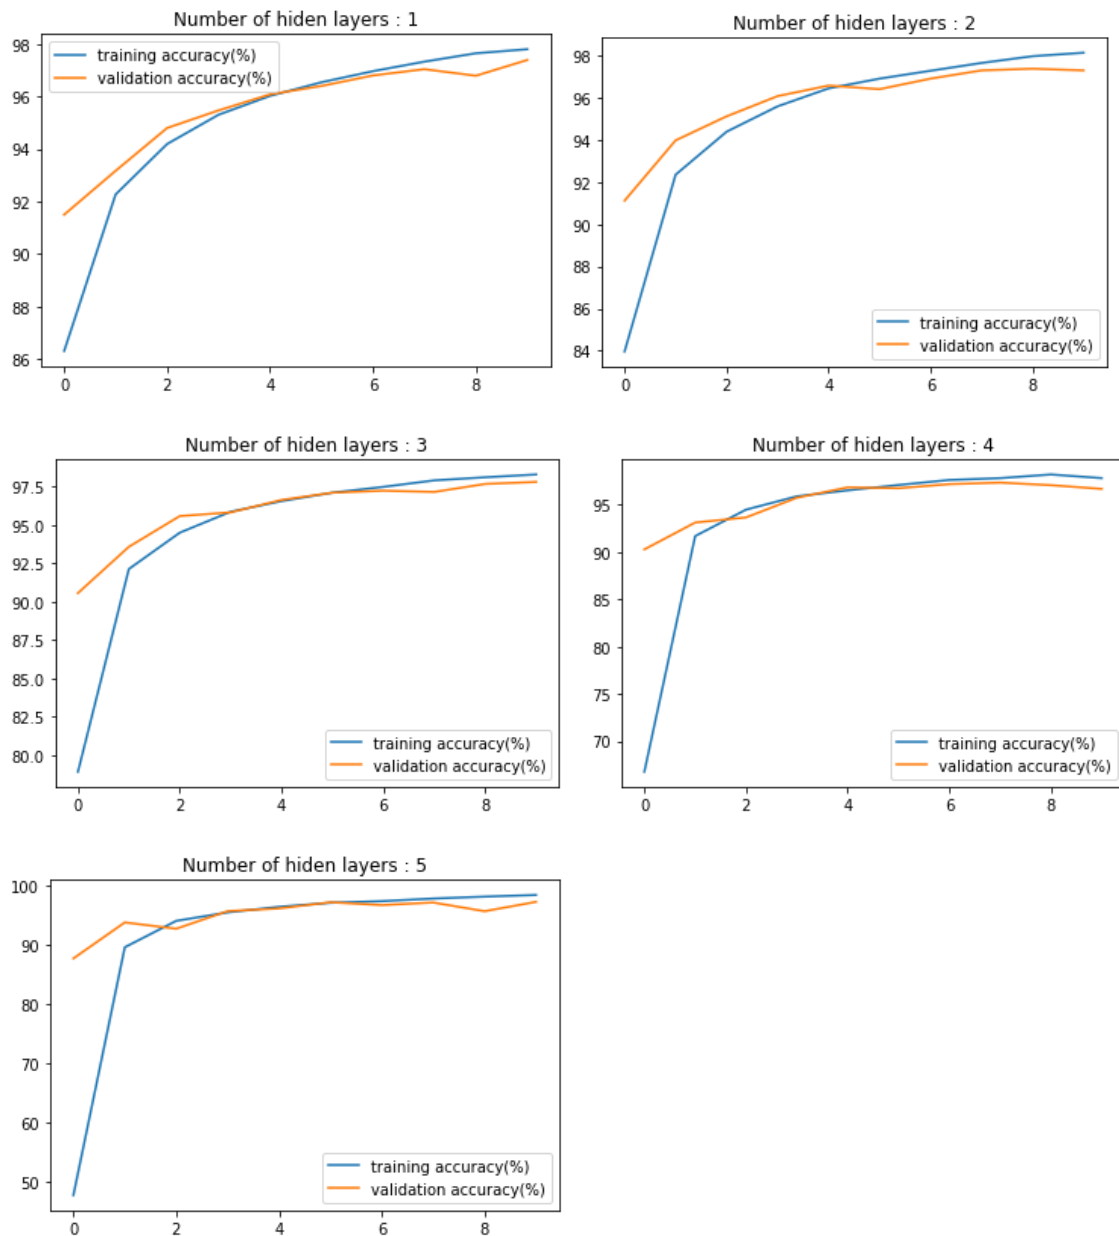 Number of hiden layers : 1
98
96
94
92
90
88
86
0 2 4 6 8
training accuracy(%)
validation accuracy(%)
Number of hiden layers : 2
98
96
94
92
90
88
86
84
0 2 4 6 8
training accuracy(%)
validation accuracy(%)
Number of hiden layers : 3
97.5
95.0
92.5
90.0
87.5
85.0
82.5
80.0
0 2 4 6 8
training accuracy(%)
validation accuracy(%)
Number of hiden layers : 4
95
90
85
80
75
70
0 2 4 6 8
training accuracy(%)
validation accuracy(%)
Number of hiden layers : 5
100
90
80
70
60
50
0 2 4 6 8
training accuracy(%)
validation accuracy(%)